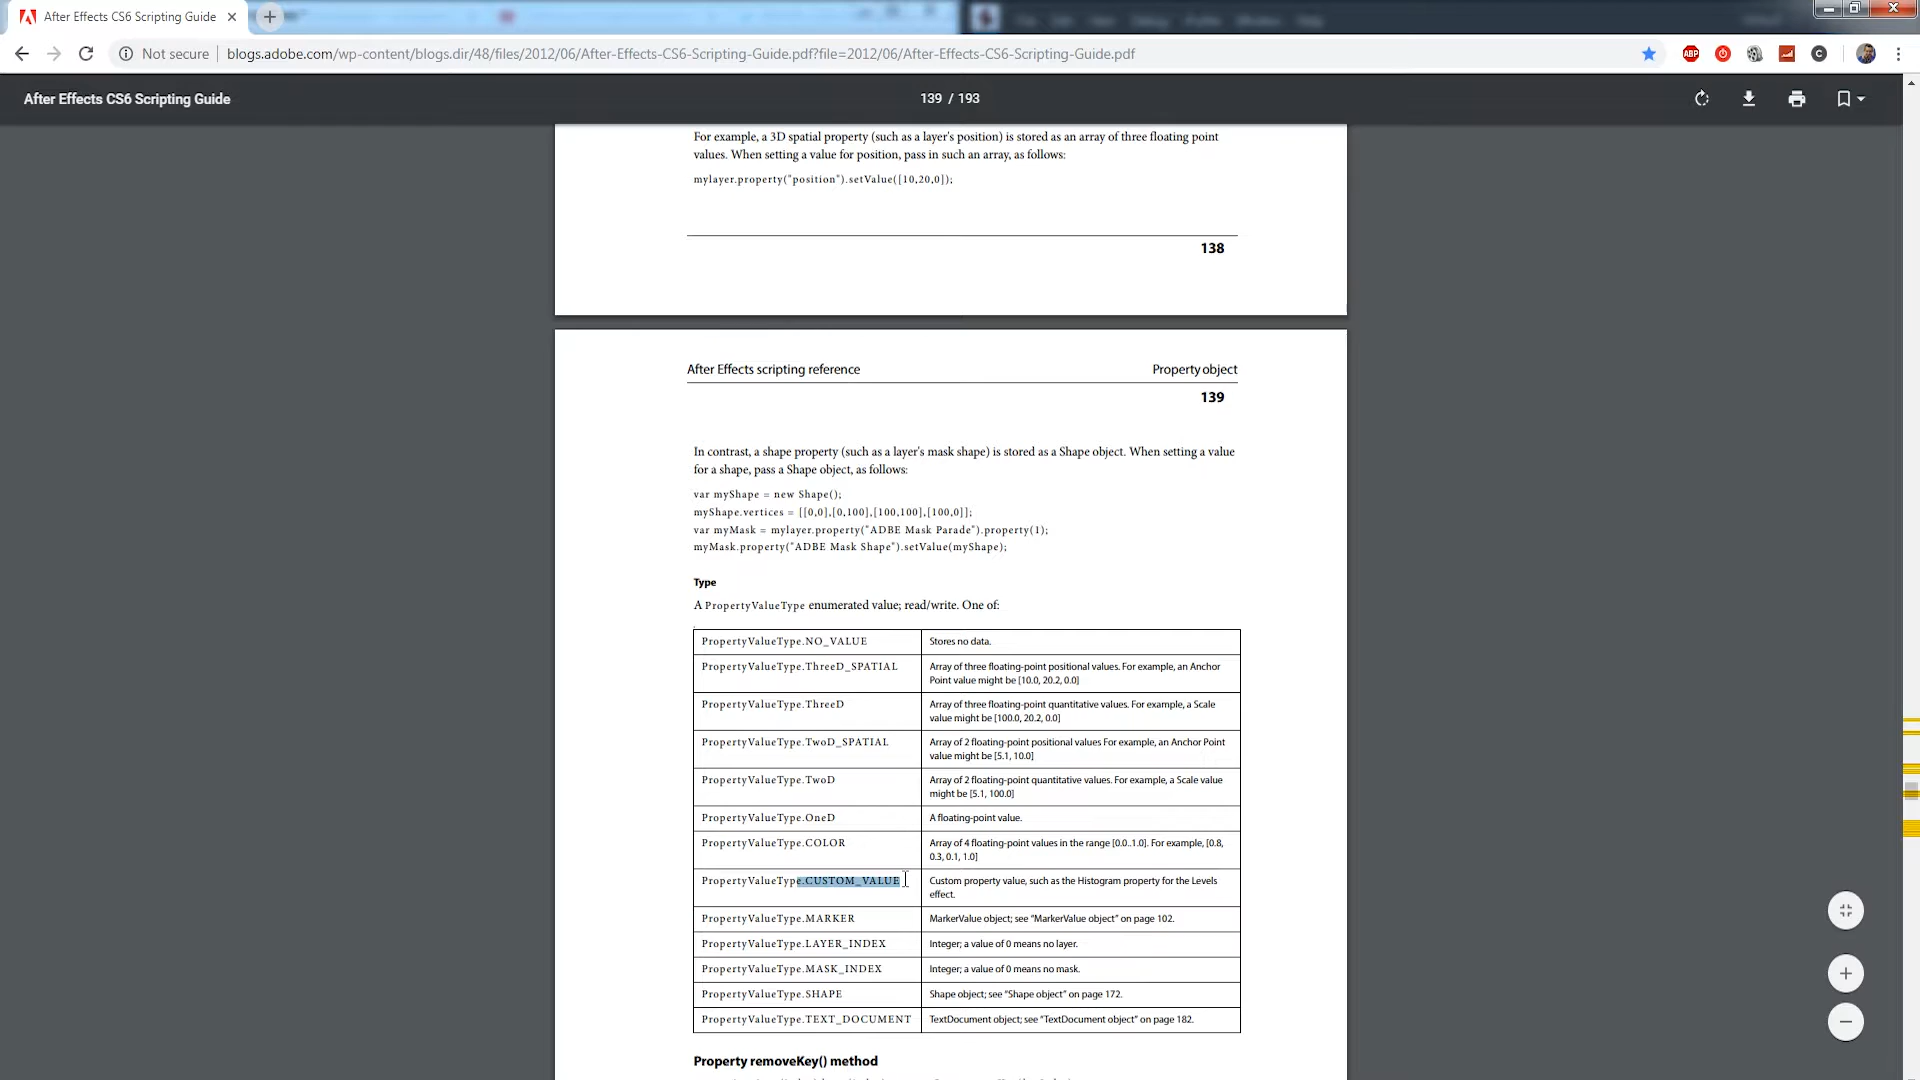 After Effects CS6 Scripting Guide
Not secure
blogs.adobe.com/wp-content/blogs.dir/48/files/2012/06/After-Effects-CS6-Scripting-Guide.pdf?file=2012/06/After-Effects-CS6-Scripting-Guide.pdf
ABP
After Effects CS6 Scripting Guide
139 / 193
For example, a 3D spatial property (such as a layer's position) is stored as an array of three floating point
values. When setting a value for position, pass in such an array, as follows:
mylayer.property("position").setValue([10,20,0]);
138
After Effects scripting reference
Property object
139
In contrast, a shape property (such as a layer's mask shape) is stored as a Shape object. When setting a value
for a shape, pass a Shape object, as follows:
var myShape = new Shape();
myShape.vertices = [[0,0],[0,100],[100,100],[100,0]];
var myMask = mylayer.property("ADBE Mask Parade").property(1);
myMask.property("ADBE Mask Shape").setValue(myShape);
Type
A PropertyValueType enumerated value; read/write. One of:
PropertyValueType.NO_VALUE
Stores no data.
PropertyValueType.ThreeD_SPATIAL
Array of three floating-point positional values. For example, an Anchor
Point value might be [10.0, 20.2, 0.0]
PropertyValueType.ThreeD
Array of three floating-point quantitative values. For example, a Scale
value might be [100.0, 20.2, 0.0]
PropertyValueType.TwoD_SPATIAL
Array of 2 floating-point positional values For example, an Anchor Point
value might be [5.1, 10.0]
PropertyValueType.TwoD
Array of 2 floating-point quantitative values. For example, a Scale value
might be [5.1, 100.0]
PropertyValueType.OneD
A floating-point value.
PropertyValueType.COLOR
Array of 4 floating-point values in the range [0.0..1.0]. For example, [0.8,
0.3, 0.1, 1.0]
PropertyValueType.CUSTOM_VALUE
Custom property value, such as the Histogram property for the Levels
effect.
PropertyValueType.MARKER
MarkerValue object; see “MarkerValue object” on page 102.
PropertyValueType.LAYER_INDEX
Integer; a value of 0 means no layer.
PropertyValueType.MASK_INDEX
Integer; a value of 0 means no mask.
PropertyValueType.SHAPE
Shape object; see “Shape object” on page 172.
PropertyValueType.TEXT_DOCUMENT
TextDocument object; see “TextDocument object” on page 182.
Property removeKey() method